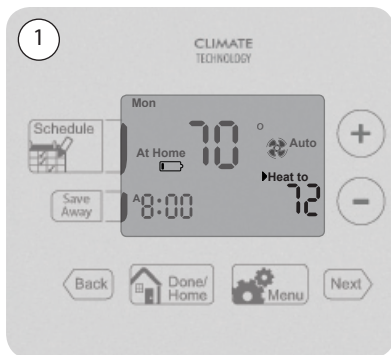 1
CLIMATE
TECHNOLOGY
Mon
Schedule
70°
Auto
At Home
Heat to
72
Save
Away
A8:00
Back
Done/
Home
Menu
Next
+
-